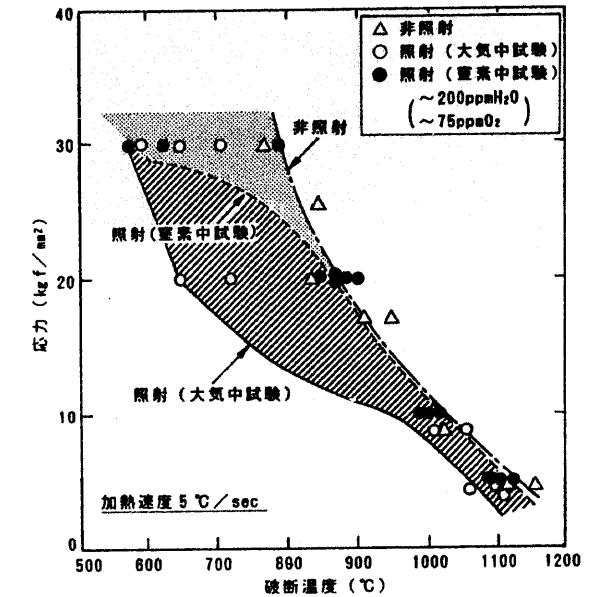 40
△ 非照射
○ 照射（大気中試験）
● 照射（窒素中試験）
（～200ppmH₂O
～75ppmO₂）
非照射
30
照射(窒素中試験)
20
応力（kgf／mm²）
照射（大気中試験）
10
加熱速度5℃／sec
0
500 600 700 800 900 1000 1100 1200
破断温度（℃）